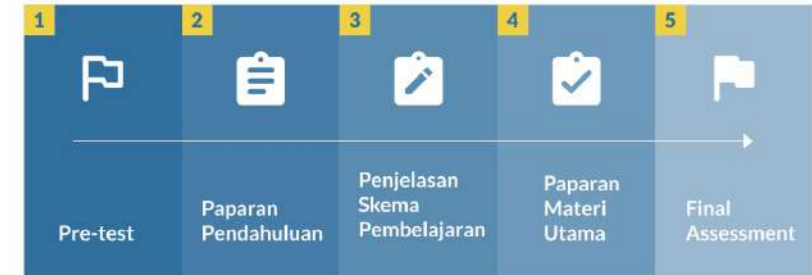 1
Pre-test
2
Paparan
Pendahuluan
3
Penjelasan
Skema
Pembelajaran
4
Paparan
Materi
Utama
5
Final
Assessment